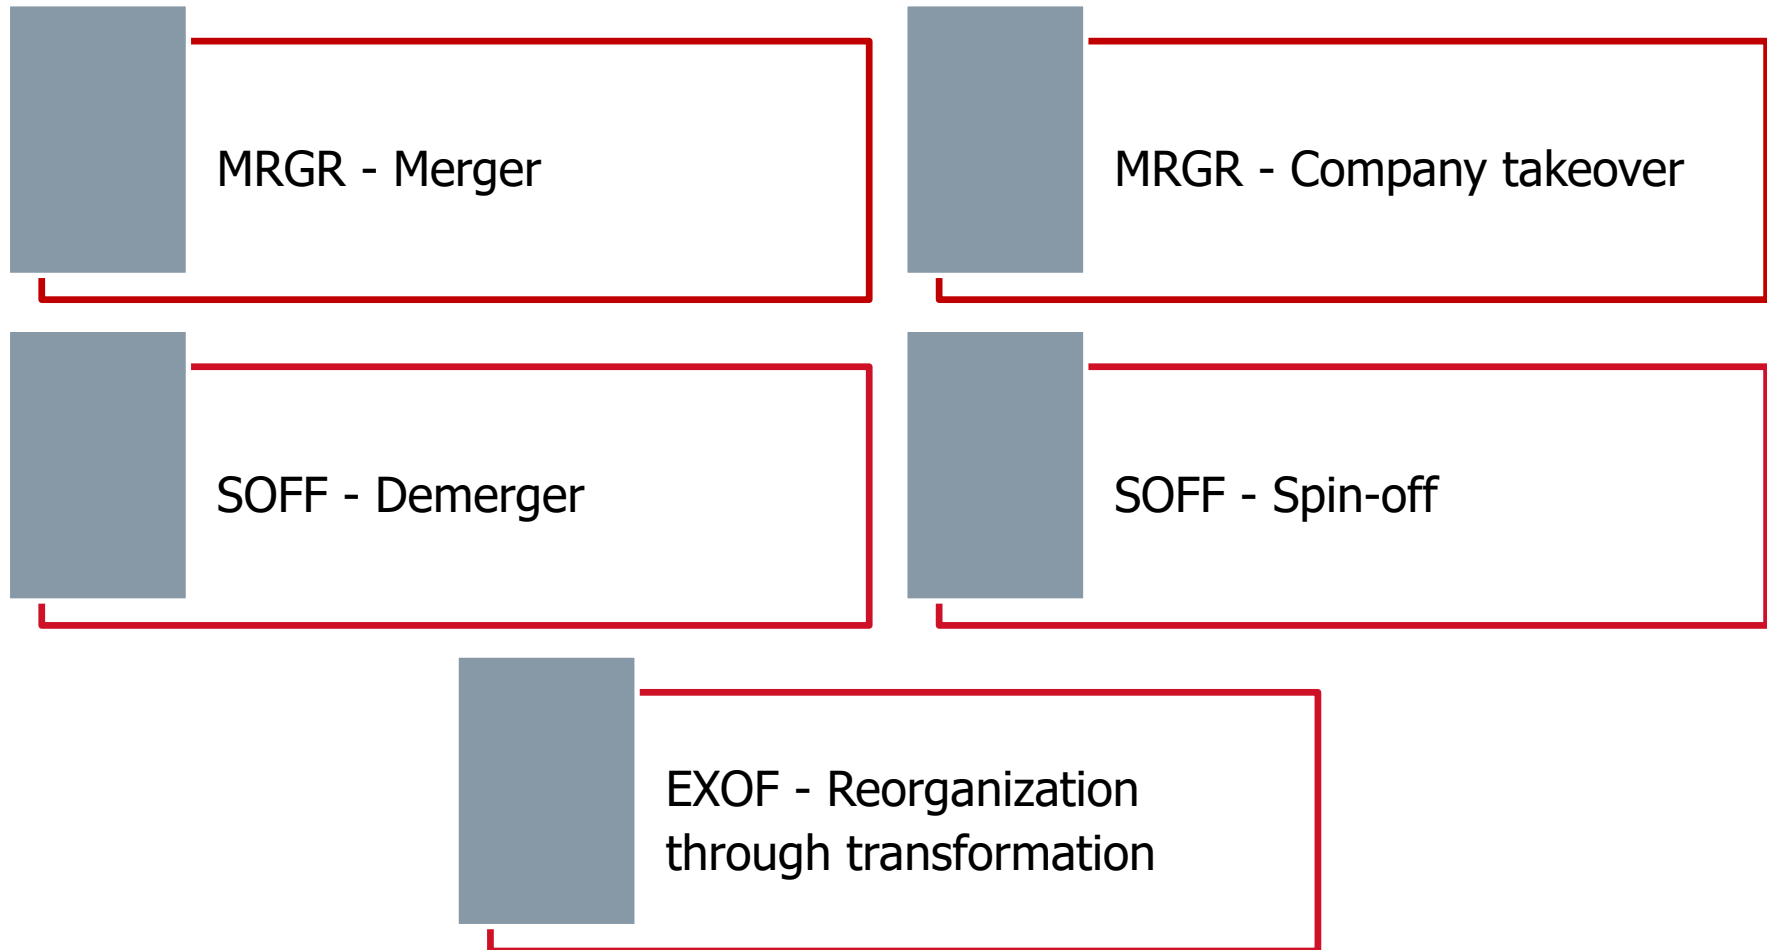 MRGR - Merger
MRGR - Company takeover
SOFF - Demerger
SOFF - Spin-off
EXOF - Reorganization
through transformation